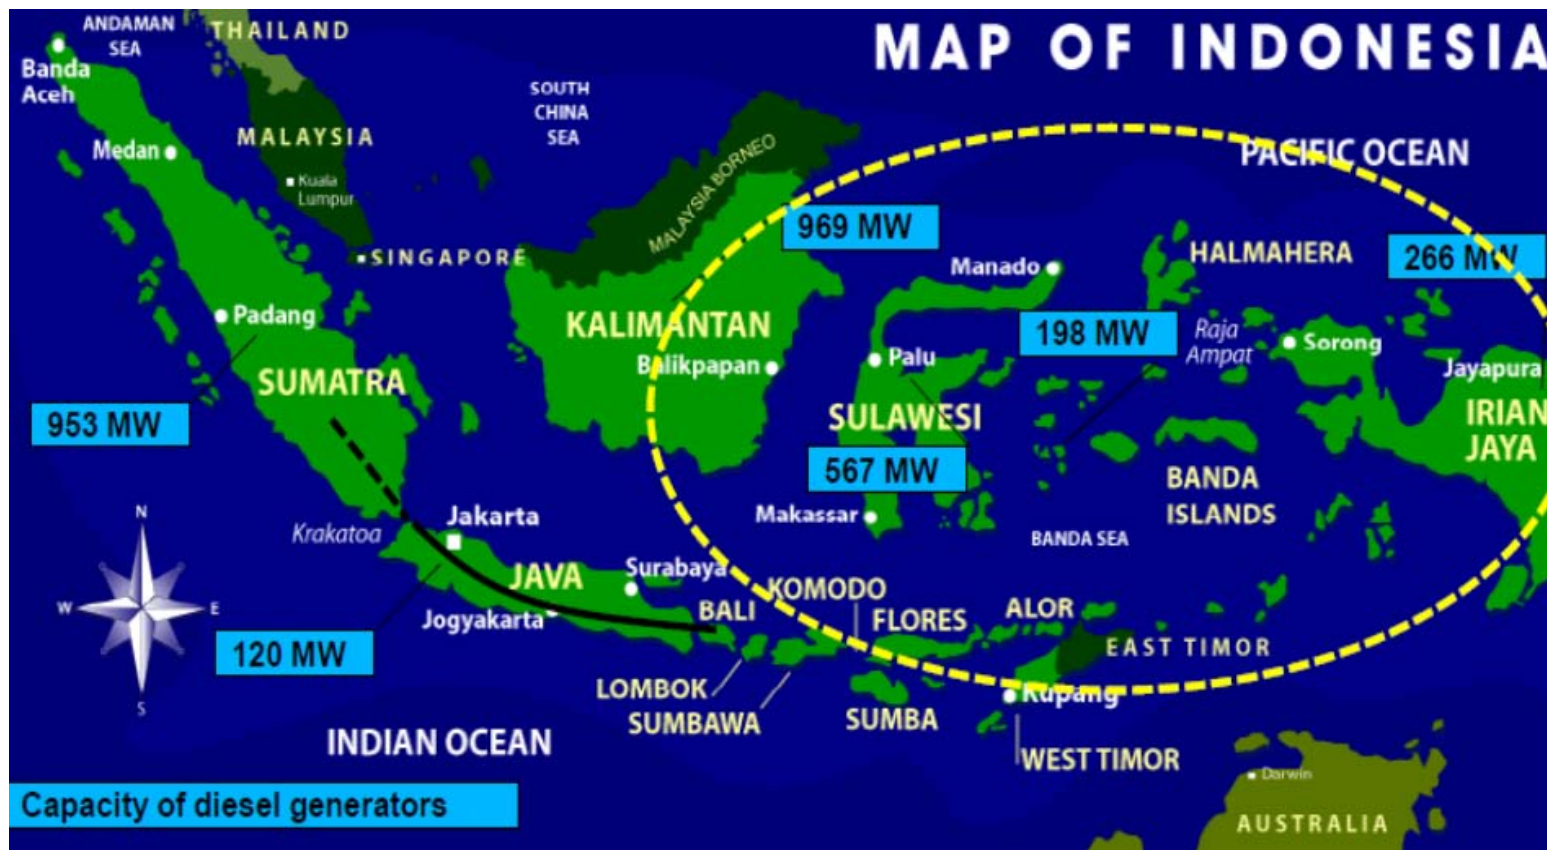 ANDAMAN
SEA
THAILAND
MAP OF INDONESIA
Banda
Aceh
SOUTH
CHINA
SEA
MALAYSIA
Medan
MALAYSIA BORNEO
PACIFIC OCEAN
Kuala
Lumpur
969 MW
SINGAPORE
HALMAHERA
266 MW
Manado
Padang
KALIMANTAN
198 MW
Raja
Ampat
Sorong
Balikpapan
Palu
Jayapura
SUMATRA
953 MW
SULAWESI
IRIAN
JAYA
567 MW
BANDA
ISLANDS
Krakatoa
Jakarta
Makassar
BANDA SEA
N
W
E
S
JAVA
Surabaya
KOMODO
BALI
FLORES
ALOR
Jogyakarta
EAST TIMOR
120 MW
LOMBOK
SUMBAWA
SUMBA
Kupang
INDIAN OCEAN
WEST TIMOR
Darwin
Capacity of diesel generators
AUSTRALIA